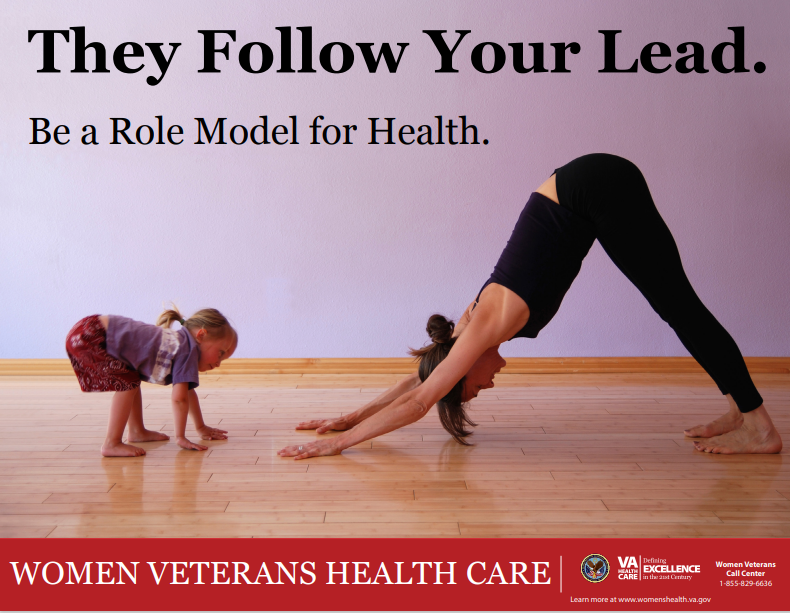 They Follow Your Lead.
Be a Role Model for Health.
WOMEN VETERANS HEALTH CARE
VA
HEALTH
CARE
Defining
EXCELLENCE
in the 21st Century
Women Veterans
Call Center
1-855-829-6636
Learn more at www.womenshealth.va.gov